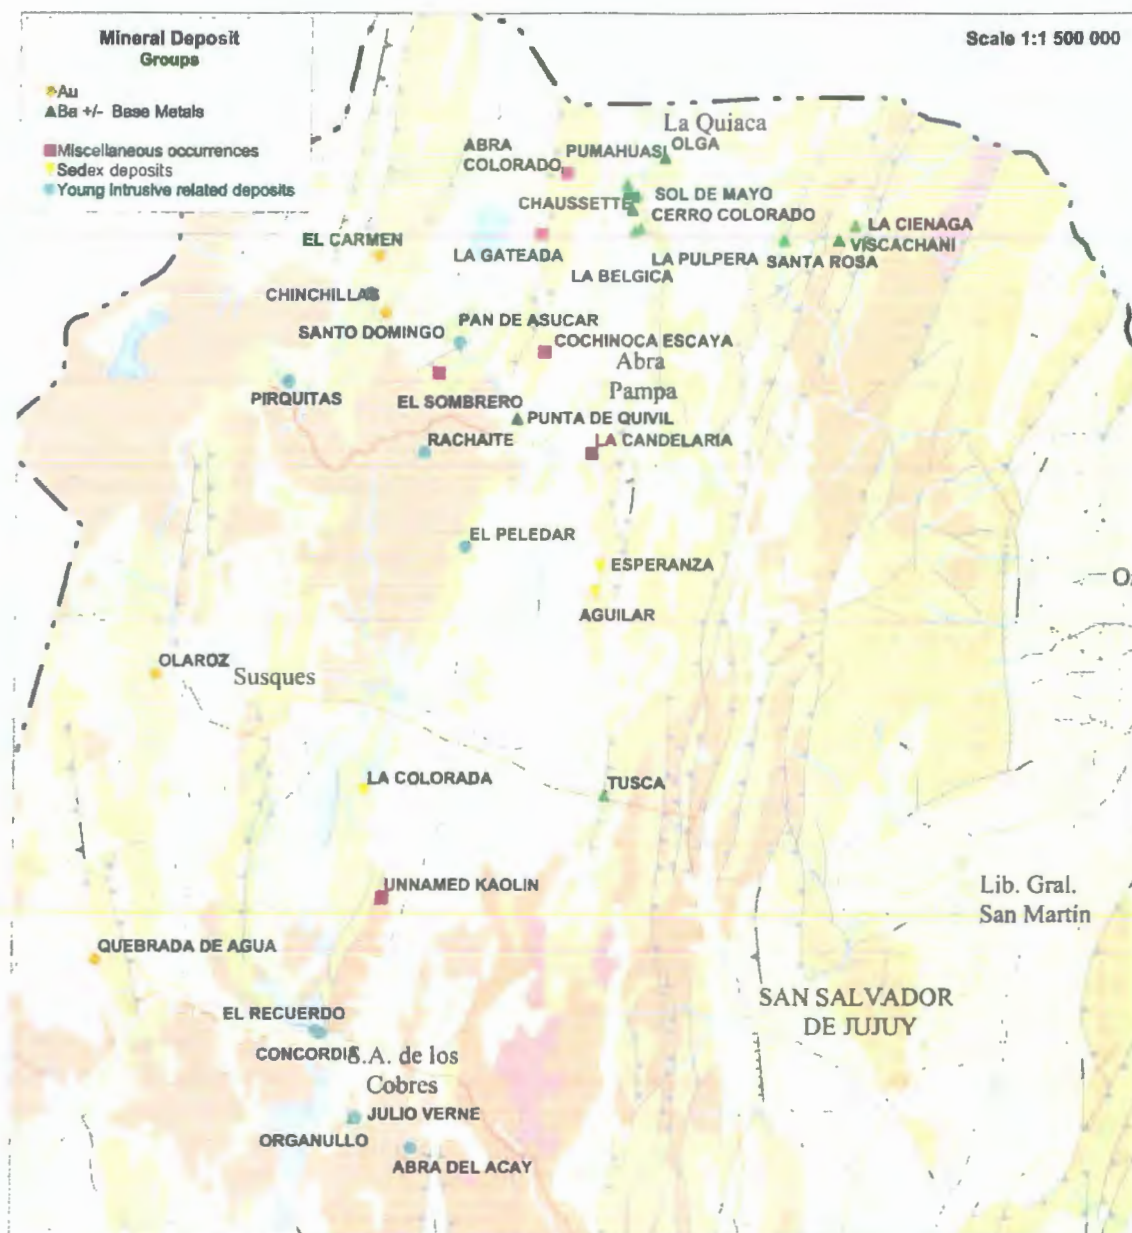 Mineral Deposit
Groups
Scale 1:1 500 000
Au
Ba +/- Base Metals
Miscellaneous occurrences
Sedex deposits
Young intrusive related deposits
La Quiaca
ABRA
COLORADO
PUMAHUASI
OLGA
CHAUSSETTE
SOL DE MAYO
CERRO COLORADO
LA CIENAGA
EL CARMEN
LA GATEADA
LA PULPERA
SANTA ROSA
VISCACHANI
LA BELGICA
CHINCHILLAS
SANTO DOMINGO
PAN DE ASUCAR
COCHINOCA ESCAYA
Abra
Pampa
PIRQUITAS
EL SOMBRERO
PUNTA DE QUIVIL
RACHAITE
LA CANDELARIA
EL PELEDAR
ESPERANZA
AGUILAR
OLAROZ
Susques
LA COLORADA
TUSCA
UNNAMED KAOLIN
Lib. Gral.
San Martin
QUEBRADA DE AGUA
SAN SALVADOR
DE JUJUY
EL RECUERDO
CONCORDIA
S.A. de los
Cobres
JULIO VERNE
ORGANULLO
ABRA DEL ACAY